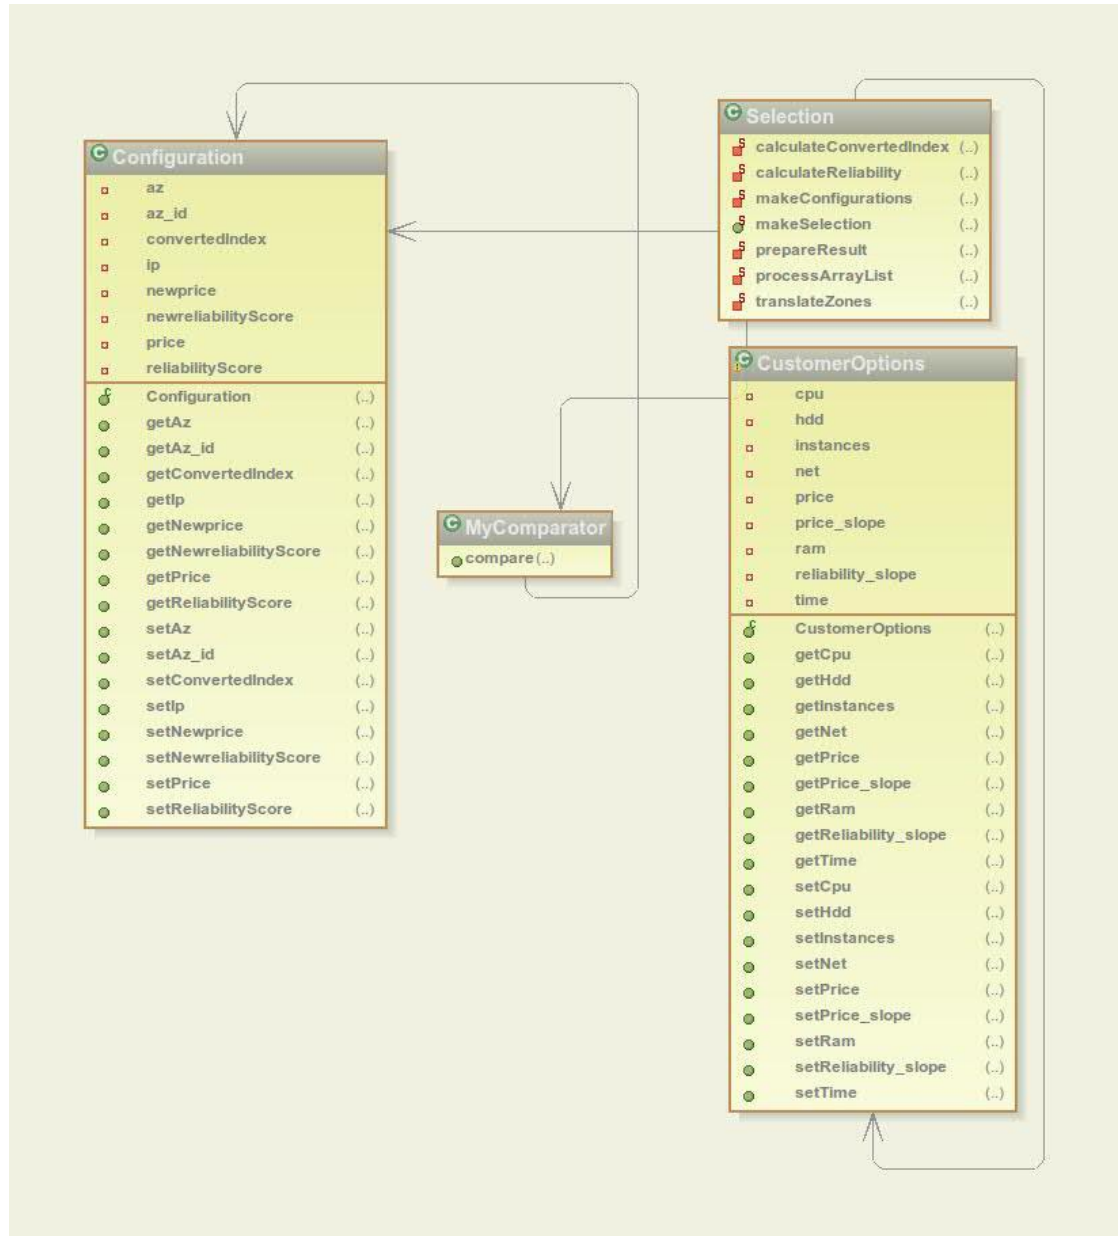 Configuration
az
az_id
convertedIndex
ip
newprice
newreliabilityScore
price
reliabilityScore
Configuration (..)
getAz (..)
getAz_id (..)
getConvertedIndex (..)
getIp (..)
getNewprice (..)
getNewreliabilityScore (..)
getPrice (..)
getReliabilityScore (..)
setAz (..)
setAz_id (..)
setConvertedIndex (..)
setIp (..)
setNewprice (..)
setNewreliabilityScore (..)
setPrice (..)
setReliabilityScore (..)
MyComparator
compare(..)
Selection
calculateConvertedIndex (..)
calculateReliability (..)
makeConfigurations (..)
makeSelection (..)
prepareResult (..)
processArrayList (..)
translateZones (..)
CustomerOptions
cpu
hdd
instances
net
price
price_slope
ram
reliability_slope
time
CustomerOptions (..)
getCpu (..)
getHdd (..)
getInstances (..)
getNet (..)
getPrice (..)
getPrice_slope (..)
getRam (..)
getReliability_slope (..)
getTime (..)
setCpu (..)
setHdd (..)
setInstances (..)
setNet (..)
setPrice (..)
setPrice_slope (..)
setRam (..)
setReliability_slope (..)
setTime (..)